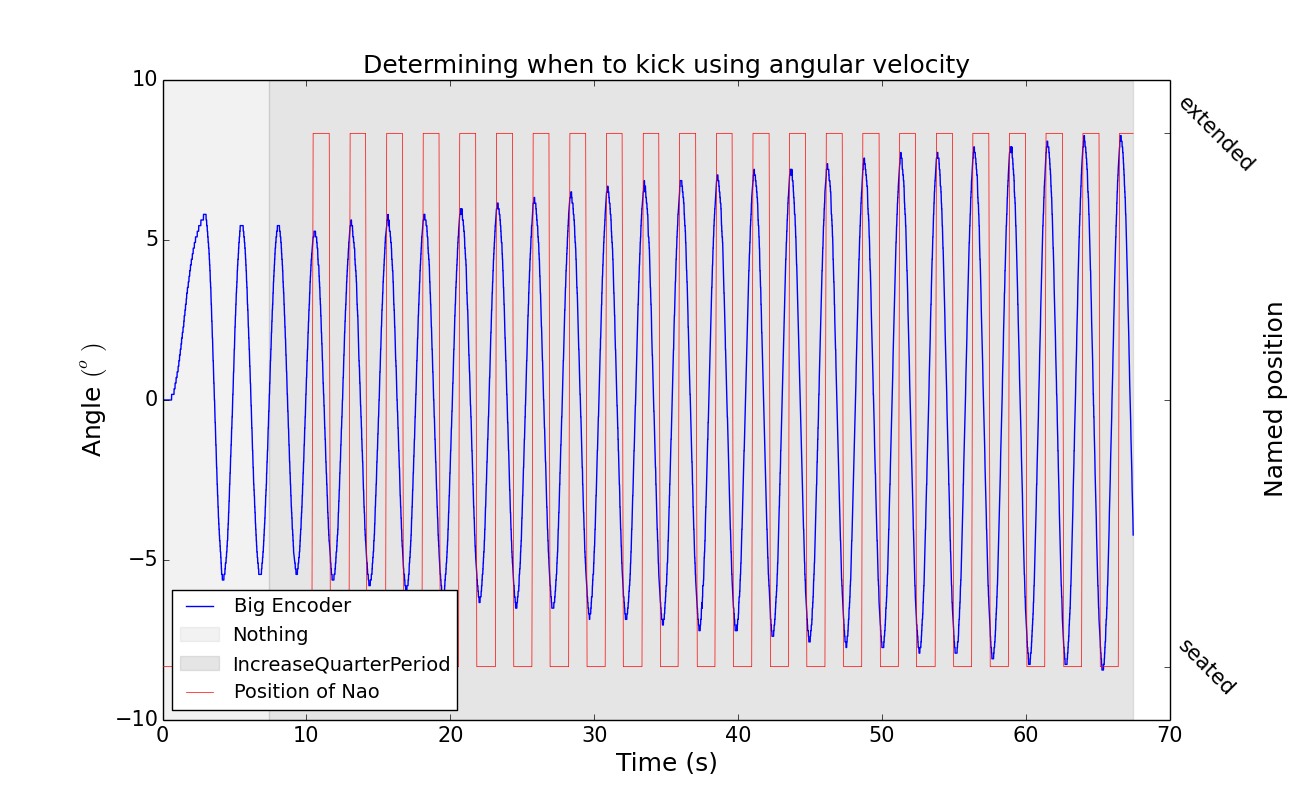 Determining when to kick using angular velocity
10
5
0
−5
−10
Angle (º)
extended
seated
Named position
Big Encoder
Nothing
IncreaseQuarterPeriod
Position of Nao
0 10 20 30 40 50 60 70
Time (s)